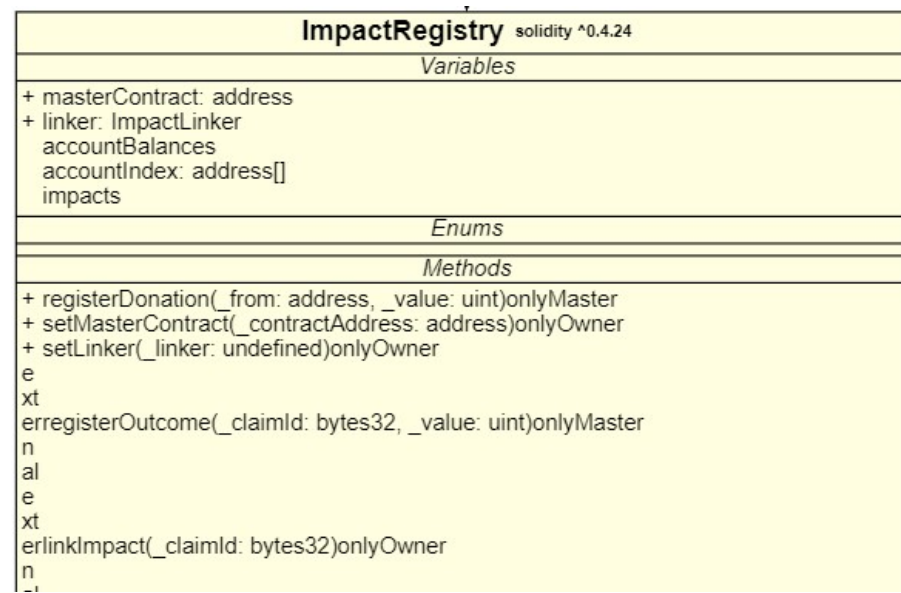 ImpactRegistry solidity ^0.4.24
Variables
+ masterContract: address
+ linker: ImpactLinker
accountBalances
accountIndex: address[]
impacts
Enums
Methods
+ registerDonation(_from: address, _value: uint)onlyMaster
+ setMasterContract(_contractAddress: address)onlyOwner
+ setLinker(_linker: undefined)onlyOwner
e
xt
erregisterOutcome(_claimId: bytes32, _value: uint)onlyMaster
n
al
e
xt
erlinkImpact(_claimId: bytes32)onlyOwner
n